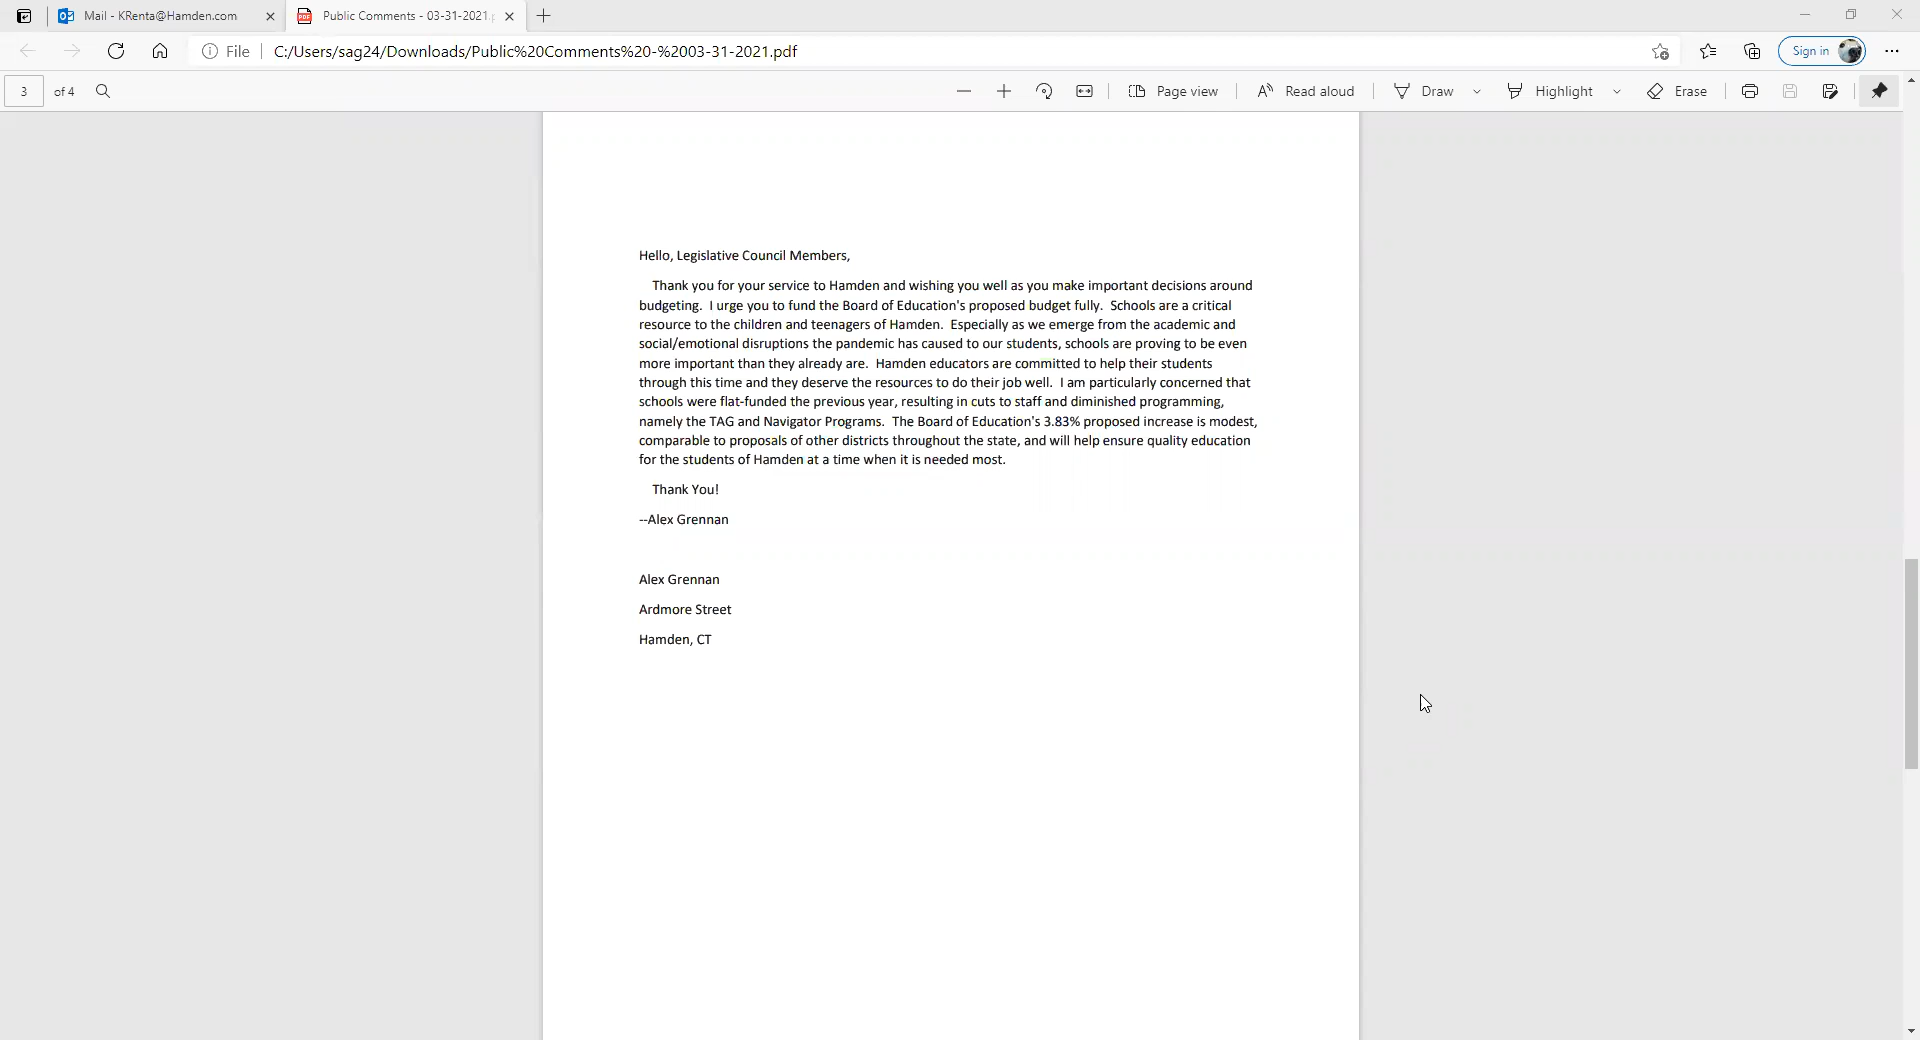 Mail - KRenta@Hamden.com
Public Comments - 03-31-2021.p
File
C:/Users/sag24/Downloads/Public%20Comments%20-%2003-31-2021.pdf
Sign in
3 of 4
Page view
Read aloud
Draw
Highlight
Erase
Hello, Legislative Council Members,
Thank you for your service to Hamden and wishing you well as you make important decisions around
budgeting. I urge you to fund the Board of Education's proposed budget fully. Schools are a critical
resource to the children and teenagers of Hamden. Especially as we emerge from the academic and
social/emotional disruptions the pandemic has caused to our students, schools are proving to be even
more important than they already are. Hamden educators are committed to help their students
through this time and they deserve the resources to do their job well. I am particularly concerned that
schools were flat-funded the previous year, resulting in cuts to staff and diminished programming,
namely the TAG and Navigator Programs. The Board of Education's 3.83% proposed increase is modest,
comparable to proposals of other districts throughout the state, and will help ensure quality education
for the students of Hamden at a time when it is needed most.
Thank You!
--Alex Grennan
Alex Grennan
Ardmore Street
Hamden, CT